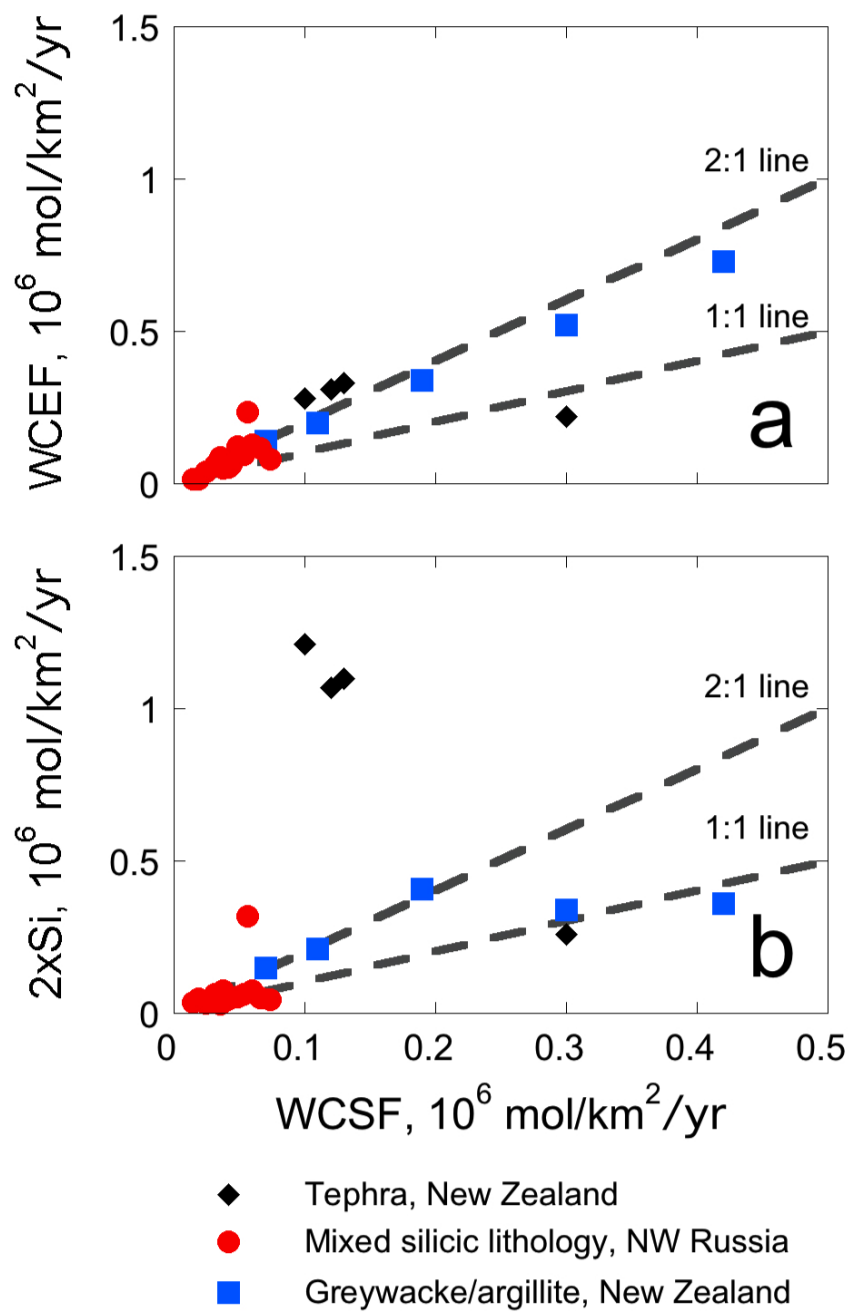 WCEF, 10⁶ mol/km²/yr
1.5
1
0.5
0
2:1 line
1:1 line
a
2xSi, 10⁶ mol/km²/yr
1.5
1
0.5
0
2:1 line
1:1 line
b
0 0.1 0.2 0.3 0.4 0.5
WCSF, 10⁶ mol/km²/yr
Tephra, New Zealand
Mixed silicic lithology, NW Russia
Greywacke/argillite, New Zealand